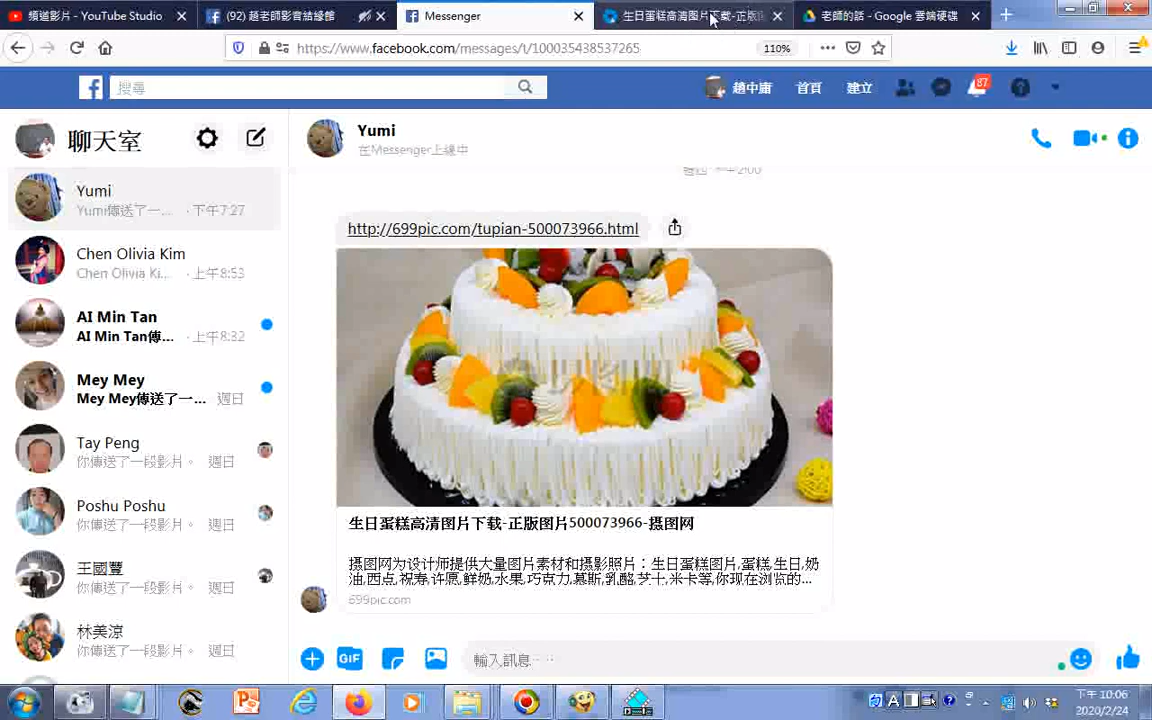 頻道影片 - YouTube Studio
(92) 趙老師影音結緣館
Messenger
生日蛋糕高清图片下载-正版
老師的話 - Google 雲端硬碟
https://www.facebook.com/messages/t/100035438537265
110%
搜尋
趙中庸
首頁
建立
87
聊天室
Yumi
在Messenger上線中
Yumi
Yumi傳送了一... · 下午7:27
Chen Olivia Kim
Chen Olivia Ki... · 上午8:53
AI Min Tan
AI Min Tan傳... · 上午8:32
Mey Mey
Mey Mey傳送了一... 週日
Tay Peng
你傳送了一段影片。 週日
Poshu Poshu
你傳送了一段影片。 週日
王國豐
你傳送了一段影片。 週日
林美涼
你傳送了一段影片。 週日
http://699pic.com/tupian-500073966.html
生日蛋糕高清图片下载-正版图片500073966-摄图网
摄图网为设计师提供大量图片素材和摄影照片：生日蛋糕图片,蛋糕,生日,奶
油,西点,祝寿,许愿,鲜奶,水果,巧克力,慕斯,乳酪,芝士,米卡等,你现在浏览的...
699pic.com
GIF
輸入訊息……
A
下午 10:06
2020/2/24